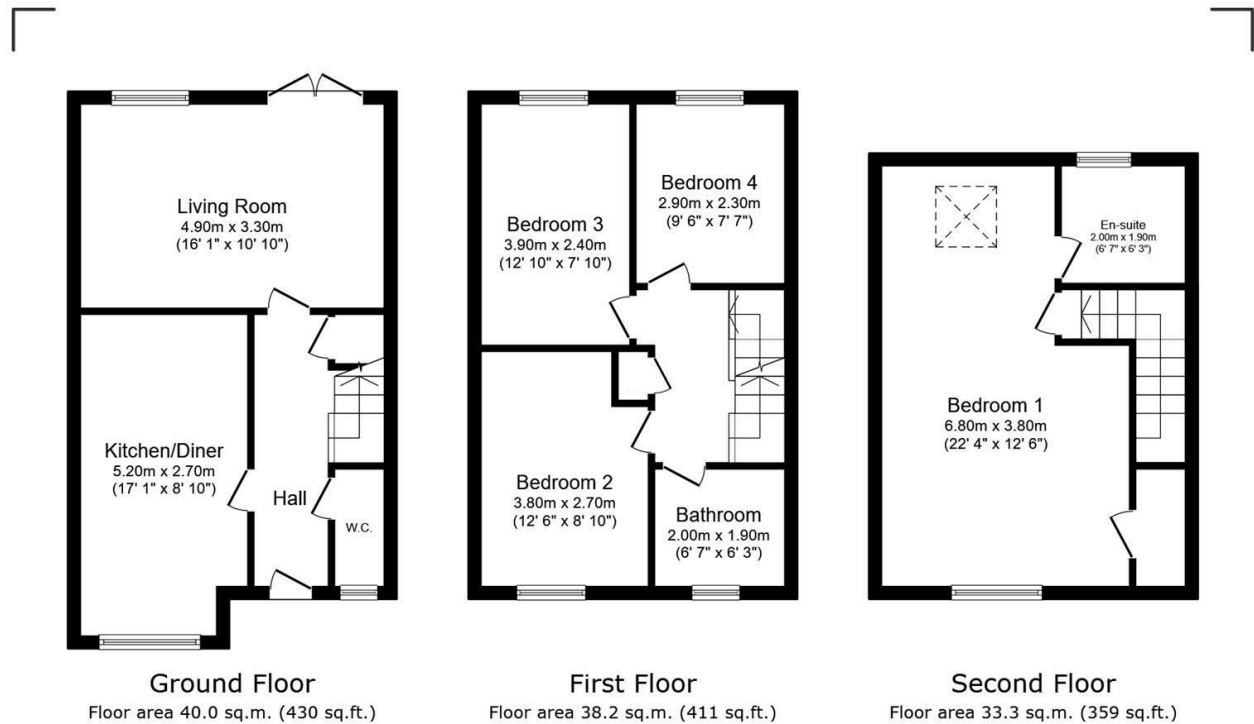 Living Room
4.90m x 3.30m
(16' 1" x 10' 10")
Kitchen/Diner
5.20m x 2.70m
(17' 1" x 8' 10")
Hall
W.C.
Ground Floor
Floor area 40.0 sq.m. (430 sq.ft.)
Bedroom 3
3.90m x 2.40m
(12' 10" x 7' 10")
Bedroom 4
2.90m x 2.30m
(9' 6" x 7' 7")
Bedroom 2
3.80m x 2.70m
(12' 6" x 8' 10")
Bathroom
2.00m x 1.90m
(6' 7" x 6' 3")
First Floor
Floor area 38.2 sq.m. (411 sq.ft.)
En-suite
2.00m x 1.90m
(6' 7" x 6' 3")
Bedroom 1
6.80m x 3.80m
(22' 4" x 12' 6")
Second Floor
Floor area 33.3 sq.m. (359 sq.ft.)